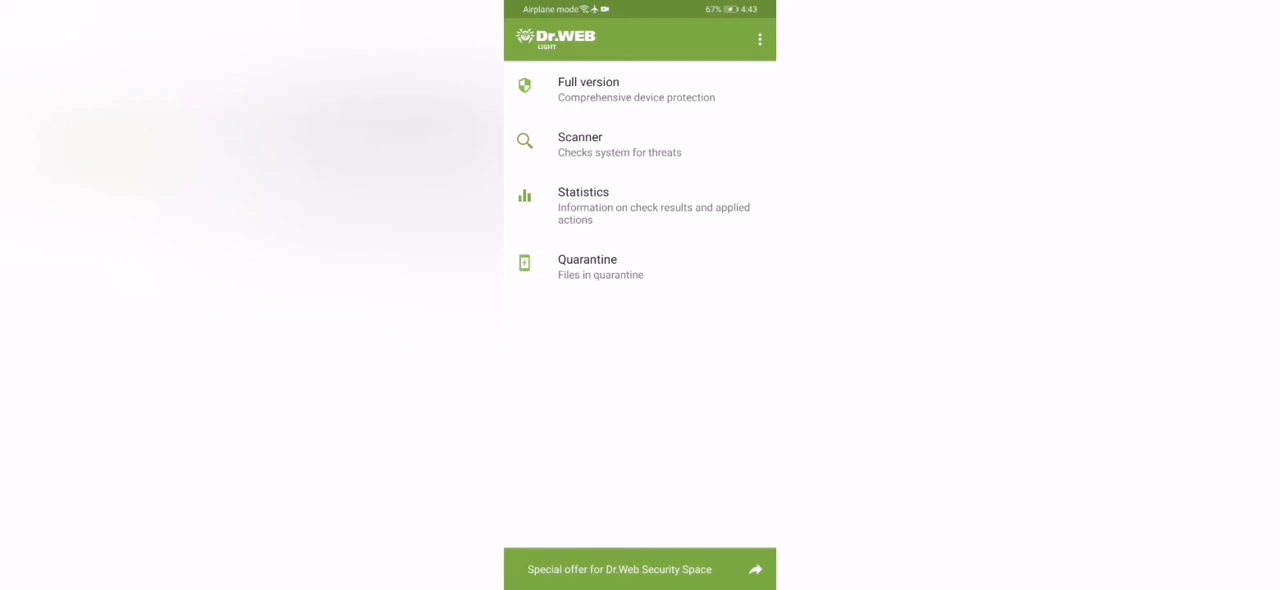 Airplane mode 67% 4:43
Dr.WEB
LIGHT
Full version
Comprehensive device protection
Scanner
Checks system for threats
Statistics
Information on check results and applied
actions
Quarantine
Files in quarantine
Special offer for Dr.Web Security Space